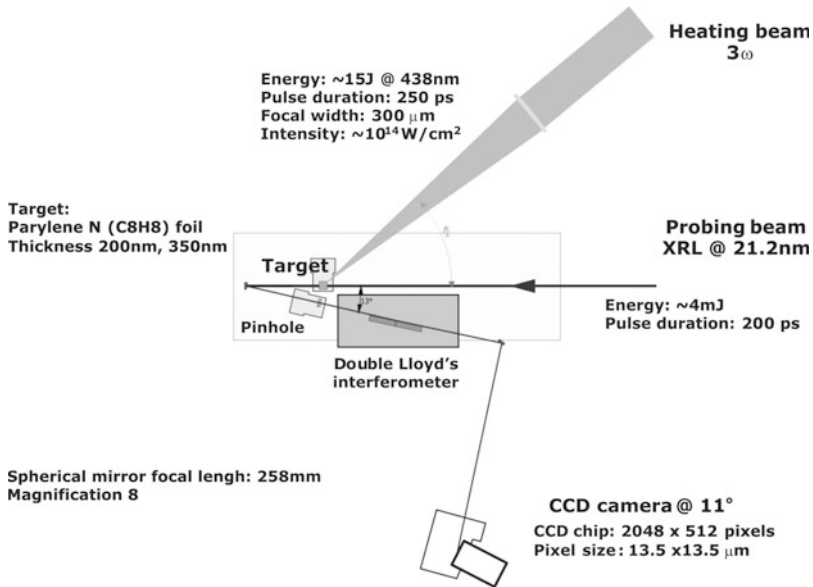 Heating beam
3ω
Energy: ~15J @ 438nm
Pulse duration: 250 ps
Focal width: 300 μm
Intensity: ~10¹⁴W/cm²
Target:
Parylene N (C8H8) foil
Thickness 200nm, 350nm
Probing beam
XRL @ 21.2nm
Target
13°
Energy: ~4mJ
Pulse duration: 200 ps
Pinhole
Double Lloyd's
interferometer
Spherical mirror focal lengh: 258mm
Magnification 8
CCD camera @ 11°
CCD chip: 2048 x 512 pixels
Pixel size: 13.5 x13.5 μm